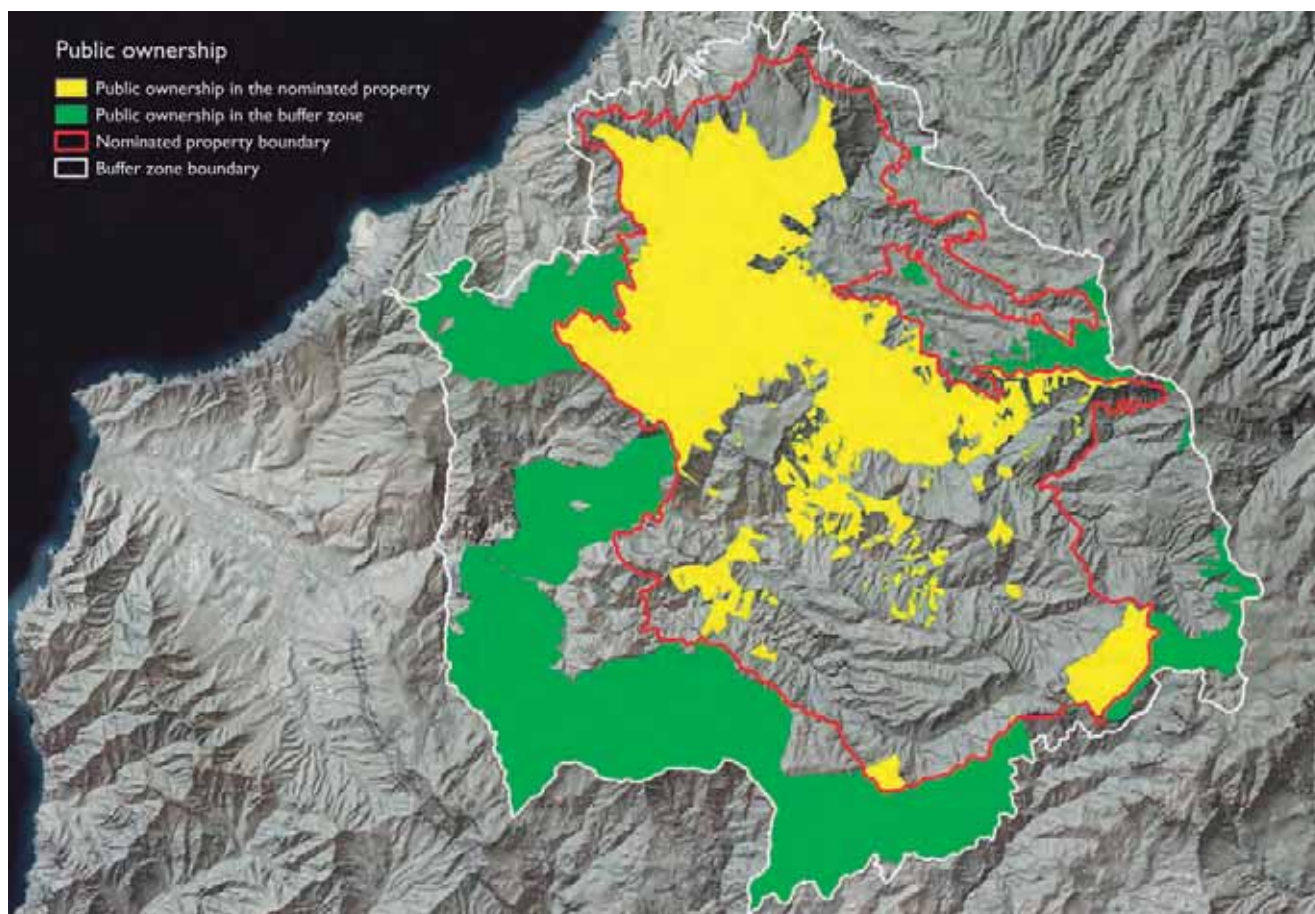 Public ownership
Public ownership in the nominated property
Public ownership in the buffer zone
Nominated property boundary
Buffer zone boundary